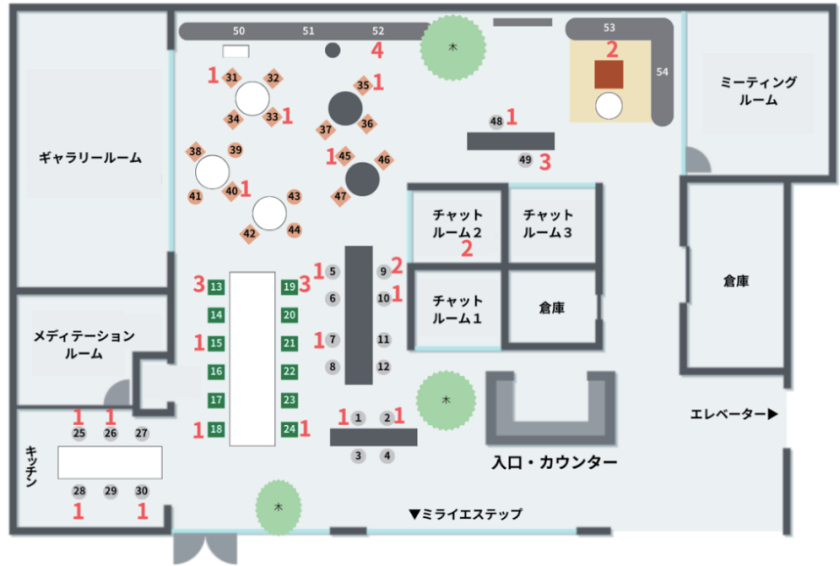 50
51
52
53
54
4
2
木
1 31
32
34
33 1
35 1
37
36
48 1
49 3
ミーティング
ルーム
ギャラリールーム
38
39
41
40 1
1 45
46
47
43
42
44
チャット
ルーム2
2
チャット
ルーム3
チャット
ルーム1
倉庫
倉庫
1 5
9 2
6
10 1
1 7
11
8
12
3 13
19 3
14
20
1 15
21
16
22
17
23
1 18
24 1
メディテーション
ルーム
1 1
25 26 27
キッチン
28 29 30
1 1
1 1
2 1
3 4
木
木
エレベーター▶
入口・カウンター
▼ミライエステップ